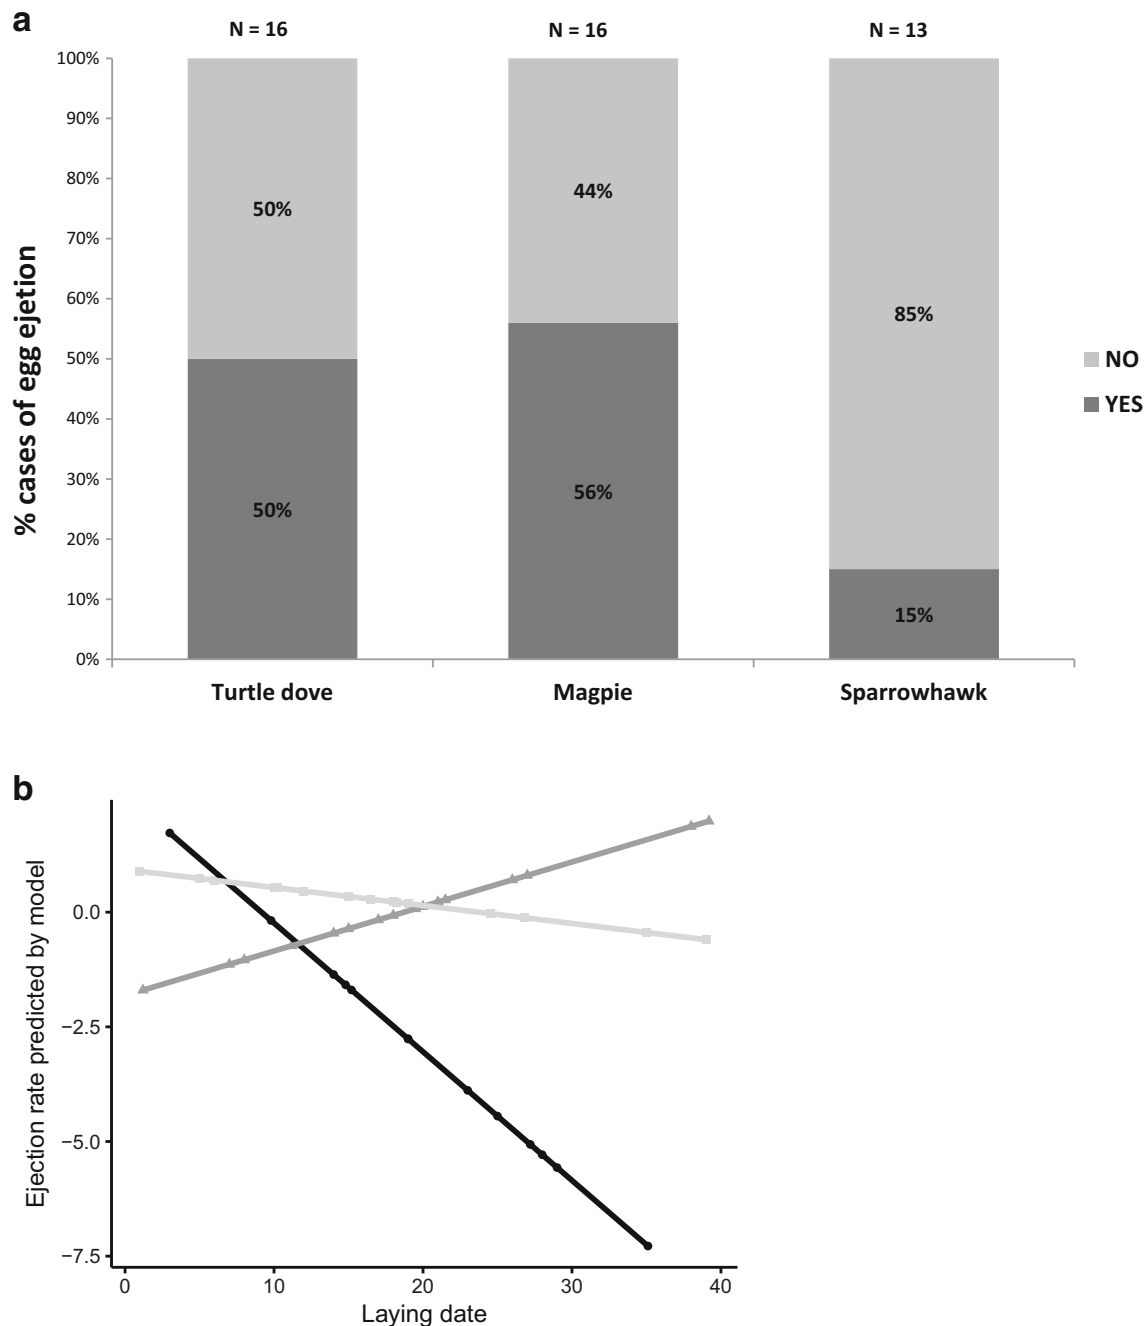 a
N = 16 N = 16 N = 13
100%
90%
80%
70%
60%
50%
40%
30%
20%
10%
0%
% cases of egg ejetion
50%
44%
85%
50%
56%
15%
NO
YES
Turtle dove Magpie Sparrowhawk
b
Ejection rate predicted by model
0.0
−2.5
−5.0
−7.5
0 10 20 30 40
Laying date